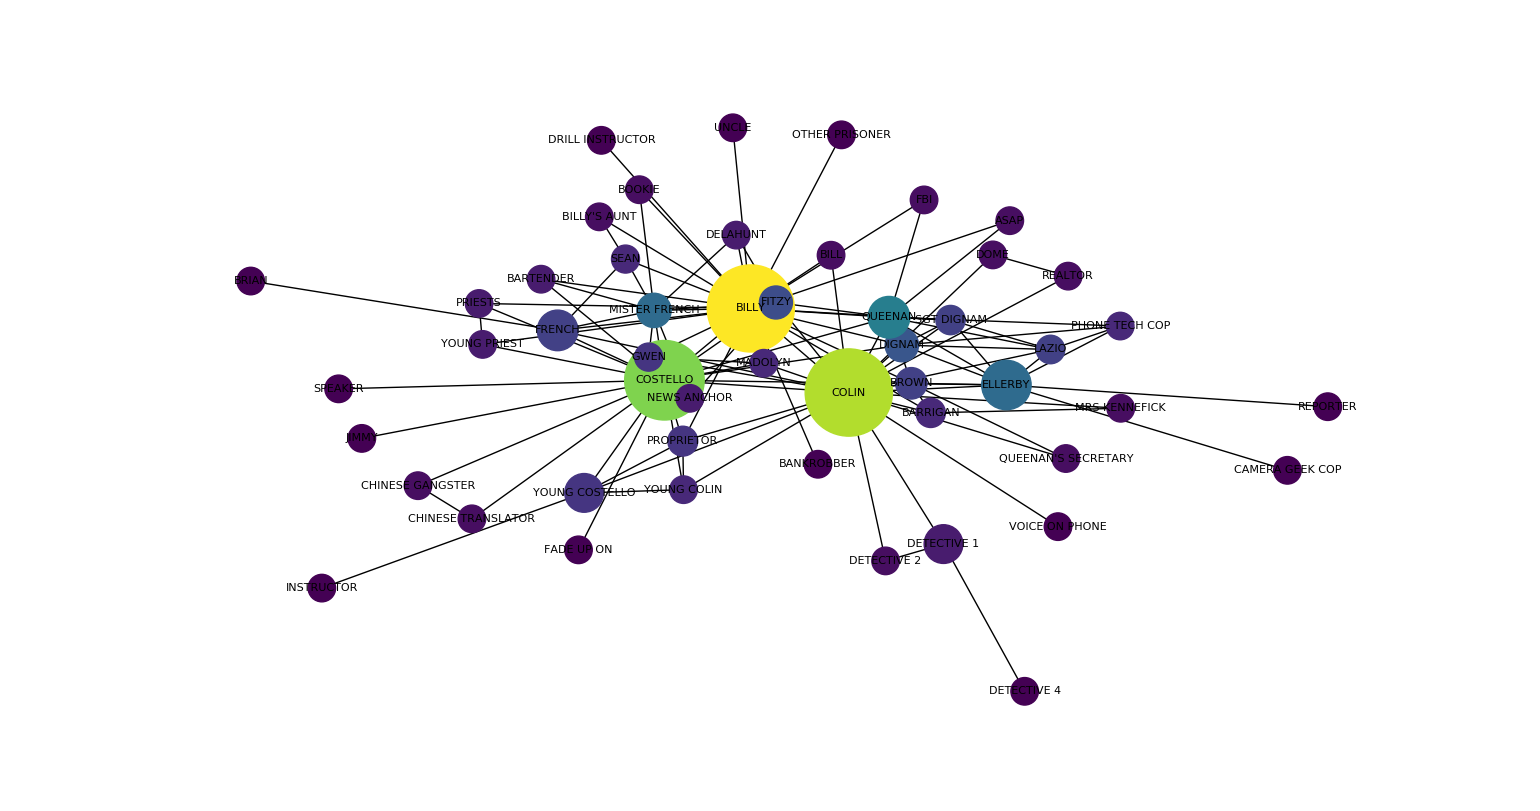 UNCLE
OTHER PRISONER
DRILL INSTRUCTOR
BOOKIE
FBI
BILLY'S AUNT
ASAP
DELAHUNT
BILL
DOME
SEAN
REALTOR
BARTENDER
BRIAN
PRIESTS
FITZY
BILLY
MISTER FRENCH
QUEENAN
SGT DIGNAM
PHONE TECH COP
FRENCH
YOUNG PRIEST
DIGNAM
LAZIO
GWEN
MADOLYN
COSTELLO
BROWN
ELLERBY
SPEAKER
COLIN
NEWS ANCHOR
REPORTER
MRS KENNEFICK
BARRIGAN
JIMMY
PROPRIETOR
QUEENAN'S SECRETARY
BANKROBBER
CAMERA GEEK COP
CHINESE GANGSTER
YOUNG COSTELLO
YOUNG COLIN
CHINESE TRANSLATOR
VOICE ON PHONE
DETECTIVE 1
FADE UP ON
DETECTIVE 2
INSTRUCTOR
DETECTIVE 4